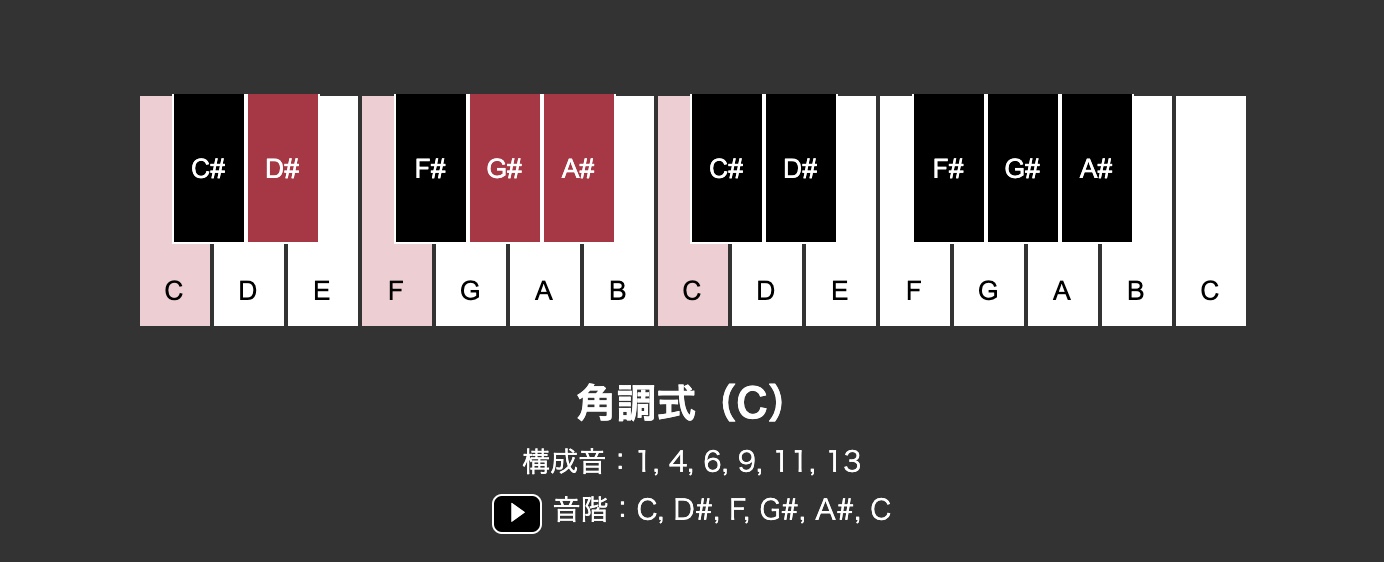 C# D# F# G# A# C# D# F# G# A#
C D E F G A B C D E F G A B C
角調式（C）
構成音：1, 4, 6, 9, 11, 13
音階：C, D#, F, G#, A#, C